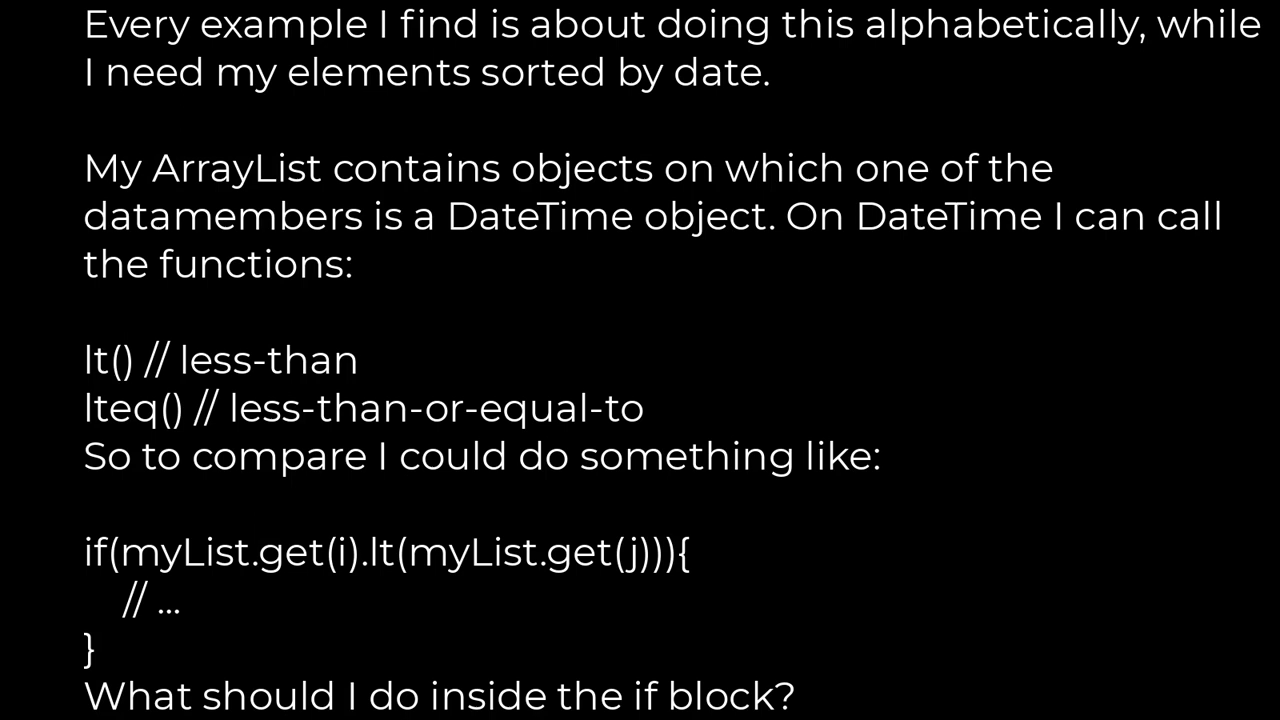 Every example I find is about doing this alphabetically, while
I need my elements sorted by date.
My ArrayList contains objects on which one of the
datamembers is a DateTime object. On DateTime I can call
the functions:
lt() // less-than
lteq() // less-than-or-equal-to
So to compare I could do something like:
if(myList.get(i).lt(myList.get(j))){
// ...
}
What should I do inside the if block?